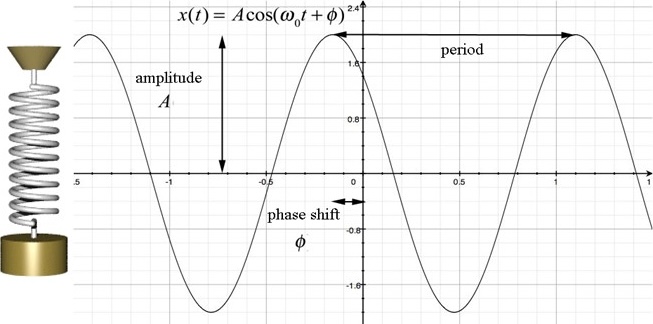 x(t) = A cos(ω₀t + ϕ)
2.4
amplitude
A
period
1.6
0.8
.5
-1
-0.5
0
0.5
1
1
phase shift
ϕ
-0.8
-1.6